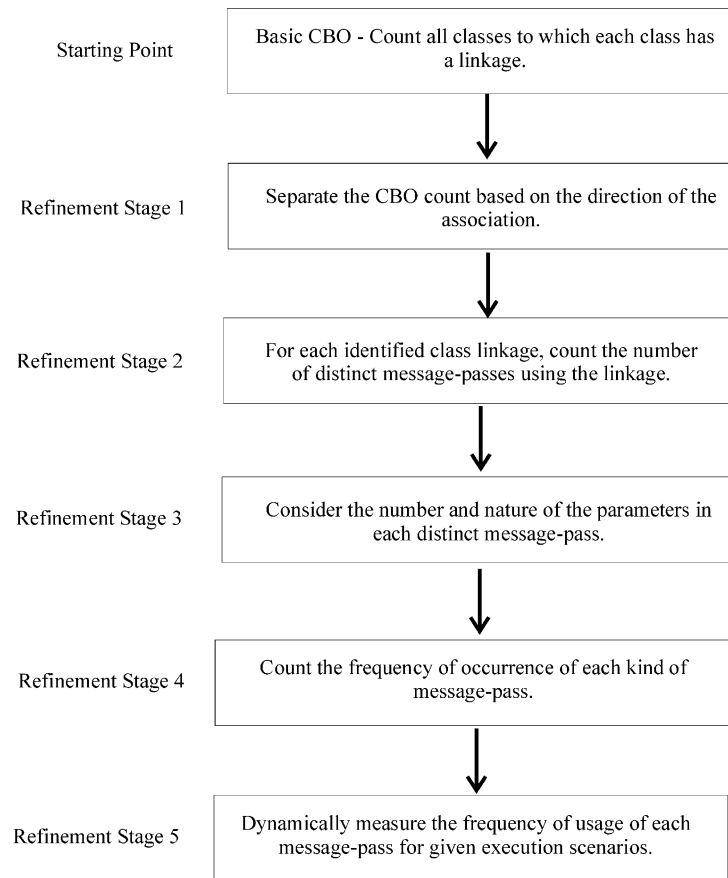 Starting Point
Basic CBO - Count all classes to which each class has
a linkage.
Refinement Stage 1
Separate the CBO count based on the direction of the
association.
Refinement Stage 2
For each identified class linkage, count the number
of distinct message-passes using the linkage.
Refinement Stage 3
Consider the number and nature of the parameters in
each distinct message-pass.
Refinement Stage 4
Count the frequency of occurrence of each kind of
message-pass.
Refinement Stage 5
Dynamically measure the frequency of usage of each
message-pass for given execution scenarios.